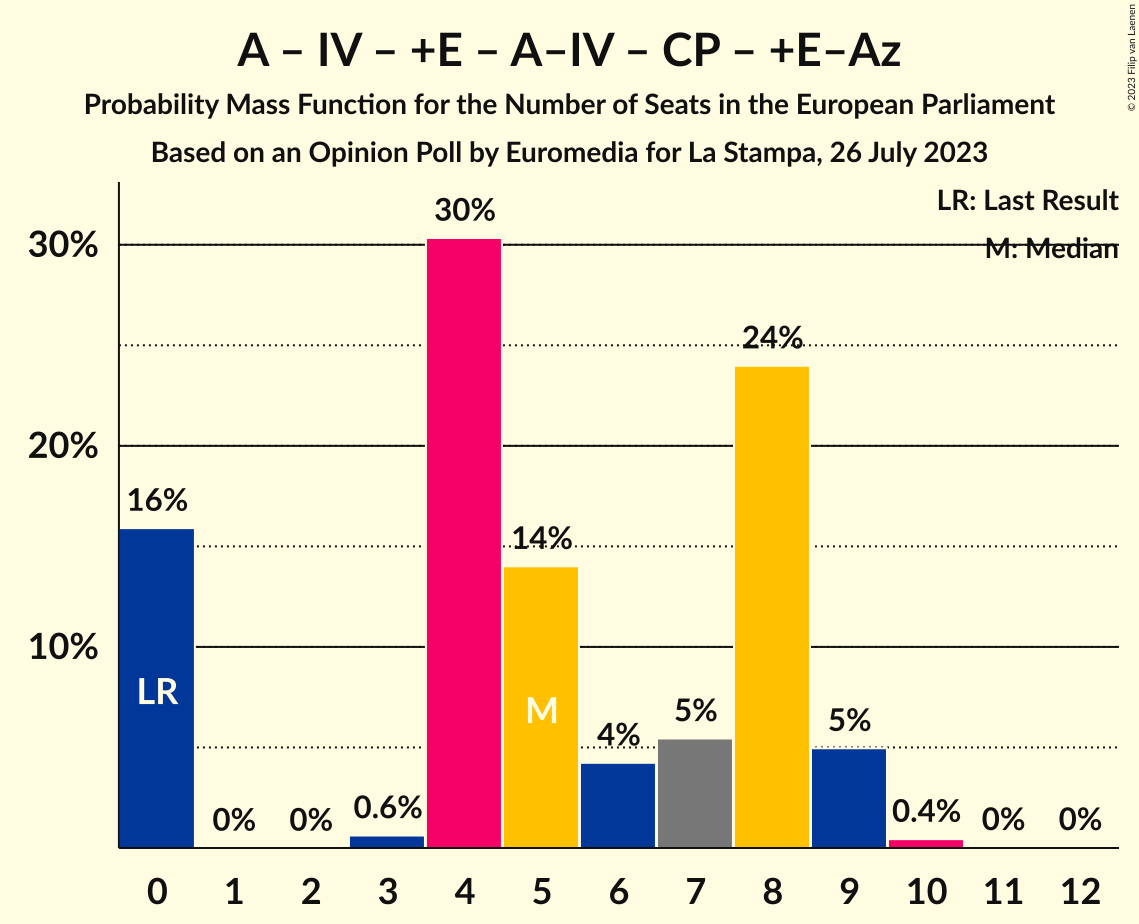 A – IV – +E – A–IV – CP – +E–Az
Probability Mass Function for the Number of Seats in the European Parliament
Based on an Opinion Poll by Euromedia for La Stampa, 26 July 2023
© 2023 Filip van Laenen
LR: Last Result
M: Median
30%
20%
10%
16%
0%
0%
0.6%
30%
14%
4%
5%
24%
5%
0.4%
0%
0%
LR
M
0 1 2 3 4 5 6 7 8 9 10 11 12